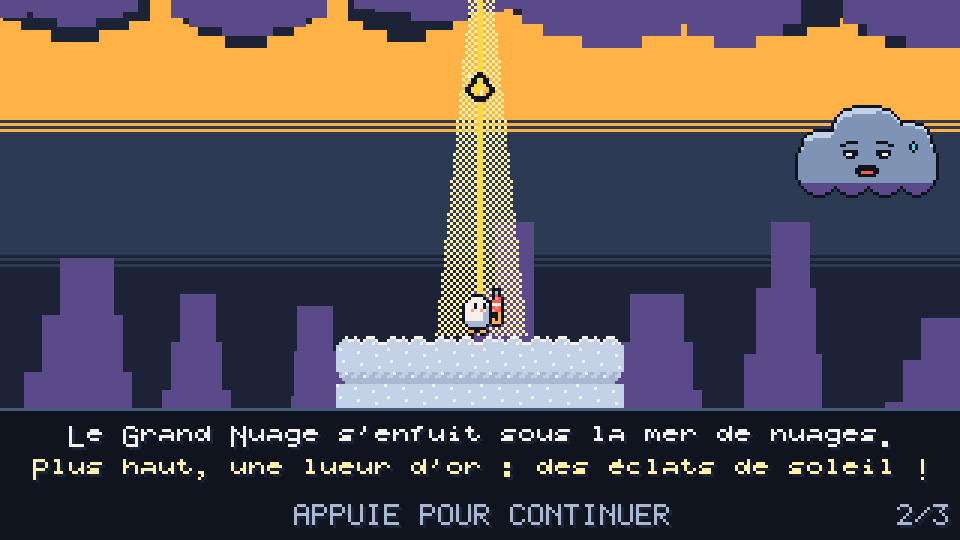 Le Grand Nuage s'enfuit sous la mer de nuages.
Plus haut, une lueur d'or : des éclats de soleil !
APPUIE POUR CONTINUER
2/3